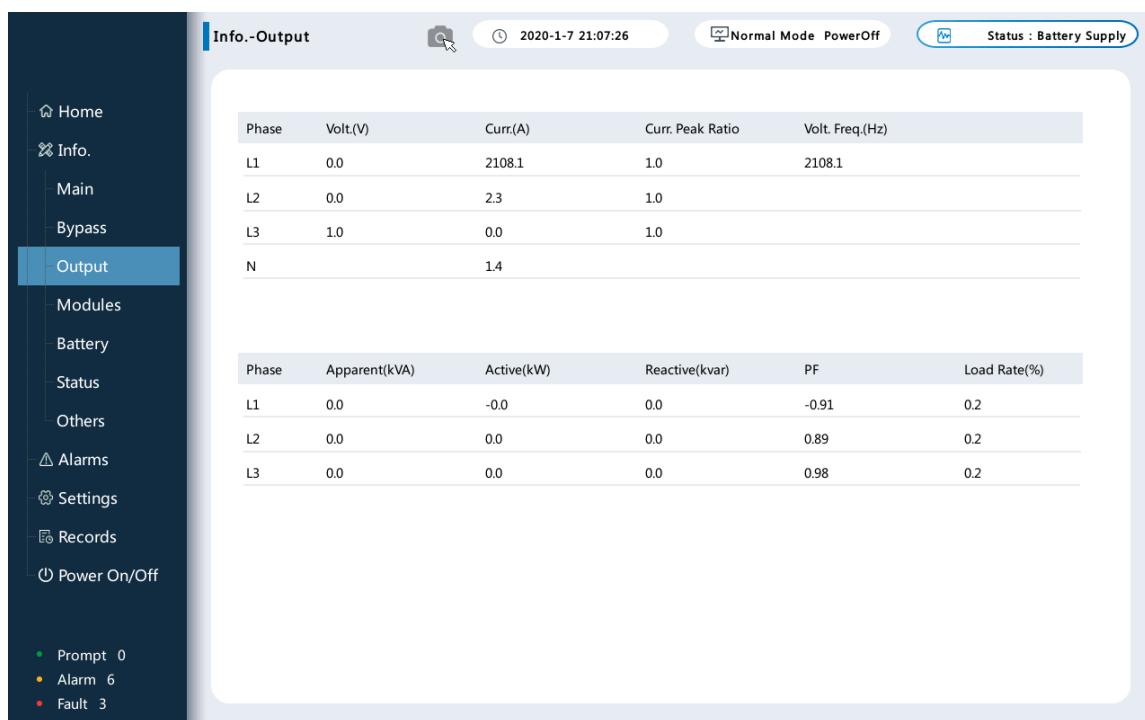 Info.-Output 2020-1-7 21:07:26 Normal Mode PowerOff Status : Battery Supply
Home
Info.
Main
Bypass
Output
Modules
Battery
Status
Others
Alarms
Settings
Records
Power On/Off
Prompt 0
Alarm 6
Fault 3
Phase Volt.(V) Curr.(A) Curr. Peak Ratio Volt. Freq.(Hz)
L1 0.0 2108.1 1.0 2108.1
L2 0.0 2.3 1.0
L3 1.0 0.0 1.0
N 1.4
Phase Apparent(kVA) Active(kW) Reactive(kvar) PF Load Rate(%)
L1 0.0 -0.0 0.0 -0.91 0.2
L2 0.0 0.0 0.0 0.89 0.2
L3 0.0 0.0 0.0 0.98 0.2